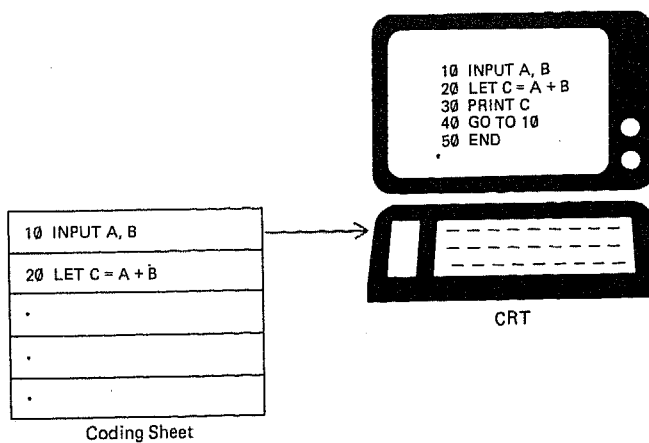 10 INPUT A, B
20 LET C = A + B
30 PRINT C
40 GO TO 10
50 END
.
10 INPUT A, B
20 LET C = A + B
.
.
.
CRT
Coding Sheet